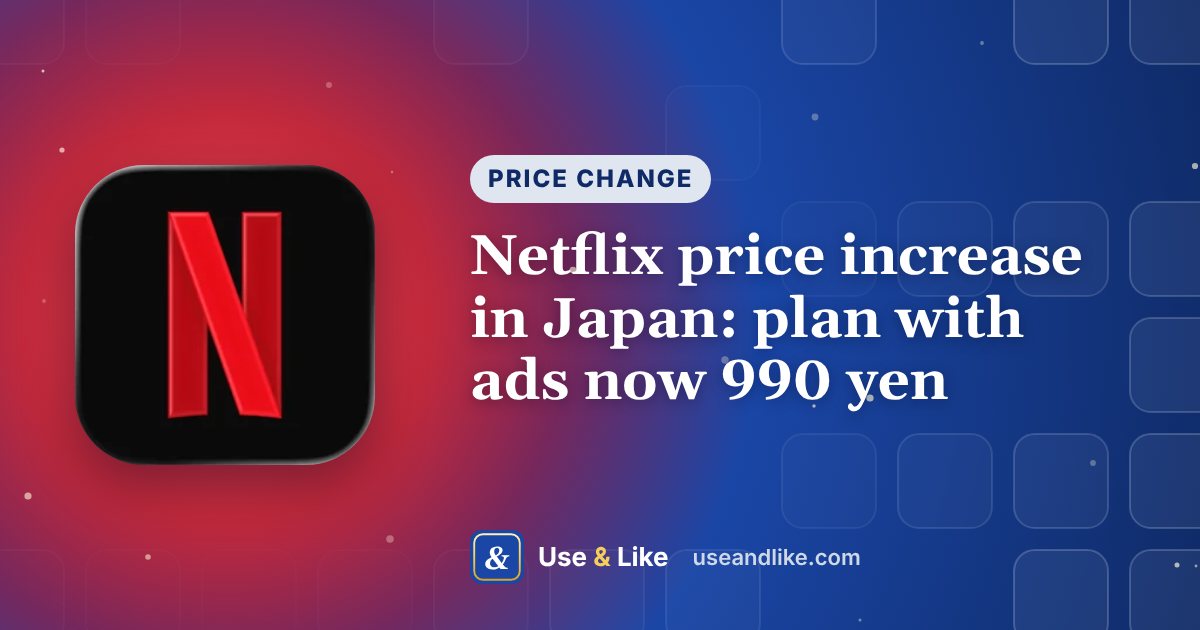 N
PRICE CHANGE
Netflix price increase
in Japan: plan with
ads now 990 yen
& Use & Like useandlike.com